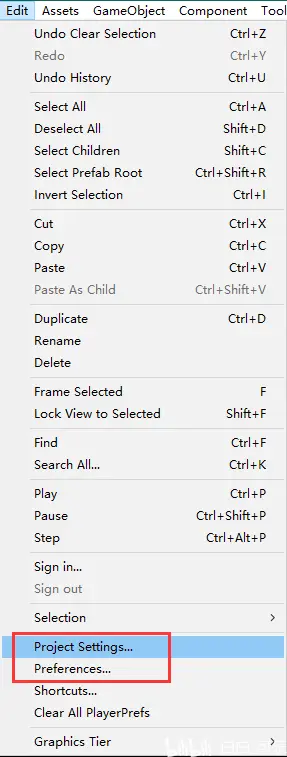 Edit Assets GameObject Component Tool
Undo Clear Selection Ctrl+Z
Redo Ctrl+Y
Undo History Ctrl+U
Select All Ctrl+A
Deselect All Shift+D
Select Children Shift+C
Select Prefab Root Ctrl+Shift+R
Invert Selection Ctrl+I
Cut Ctrl+X
Copy Ctrl+C
Paste Ctrl+V
Paste As Child Ctrl+Shift+V
Duplicate Ctrl+D
Rename
Delete
Frame Selected F
Lock View to Selected Shift+F
Find Ctrl+F
Search All... Ctrl+K
Play Ctrl+P
Pause Ctrl+Shift+P
Step Ctrl+Alt+P
Sign in...
Sign out
Selection >
Project Settings...
Preferences...
Shortcuts...
Clear All PlayerPrefs
Graphics Tier >